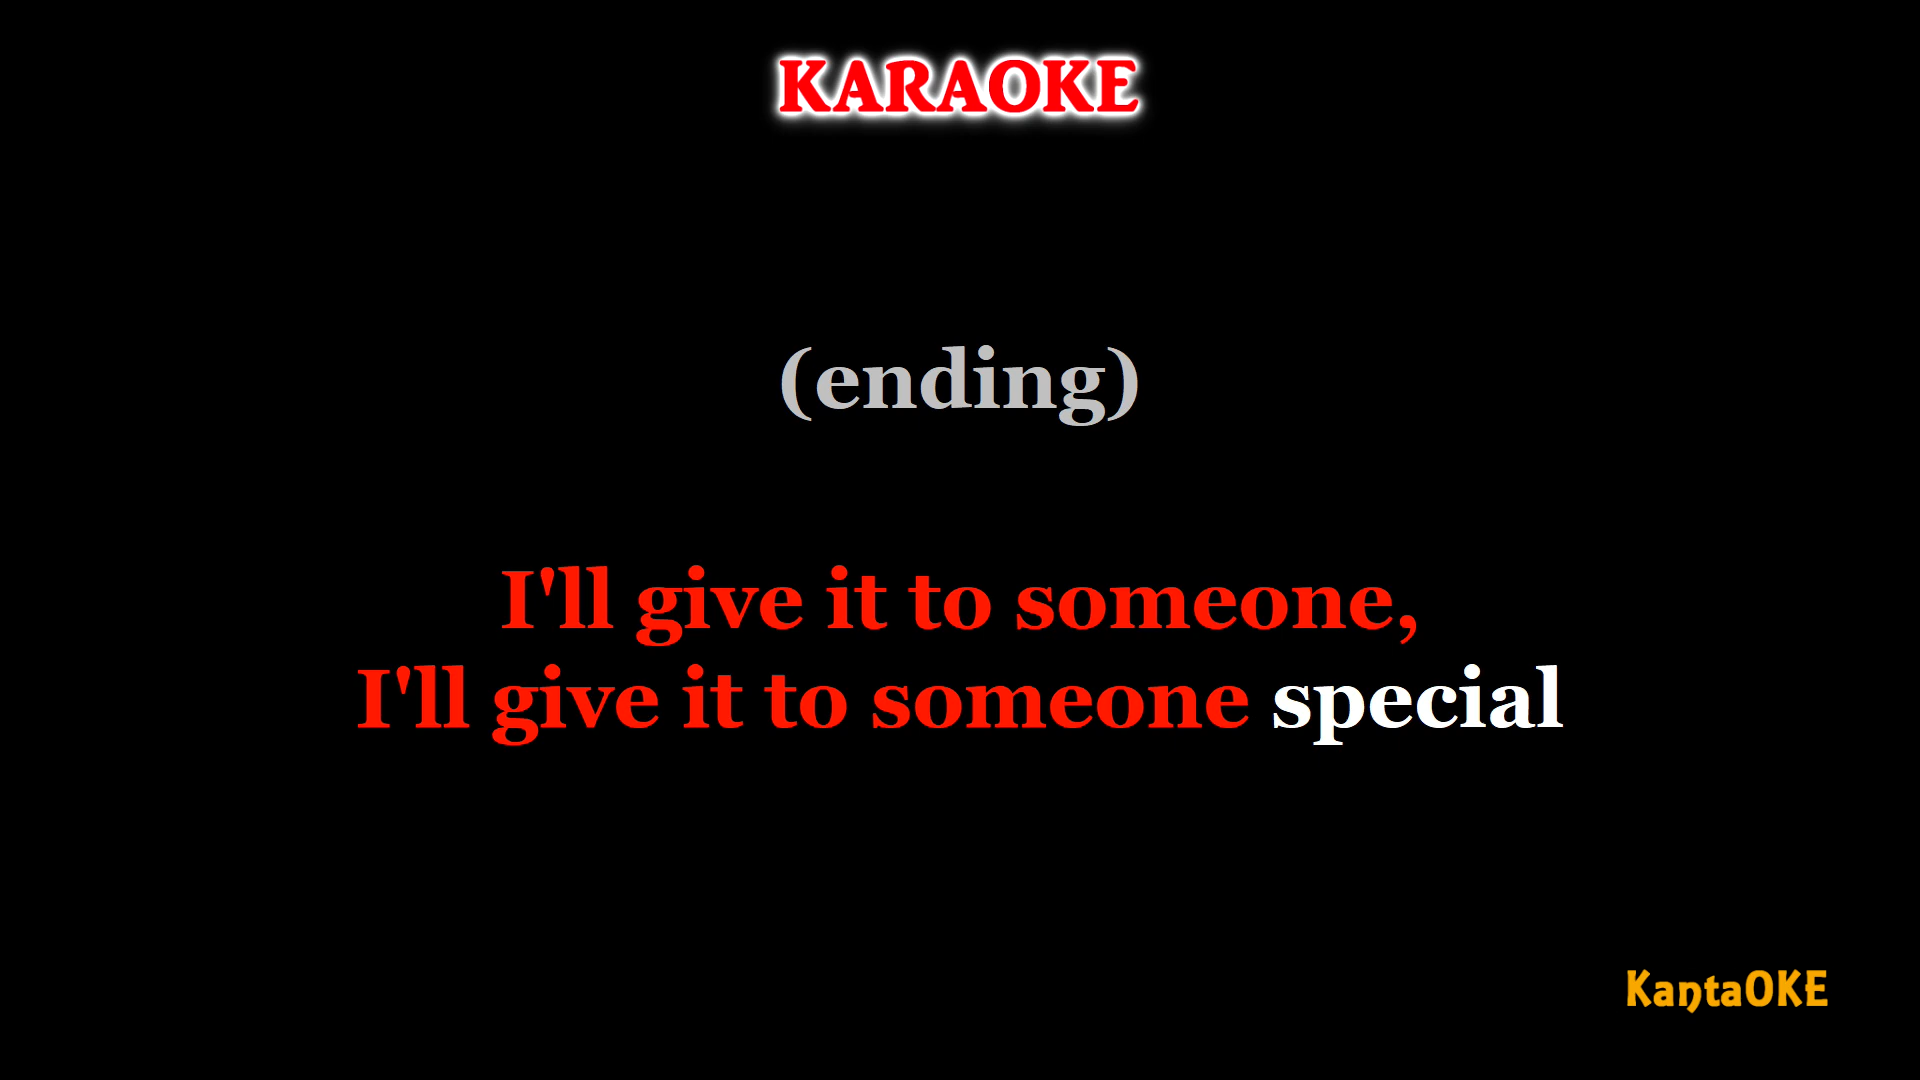 KARAOKE
(ending)
I'll give it to someone,
I'll give it to someone special
KantaOKE